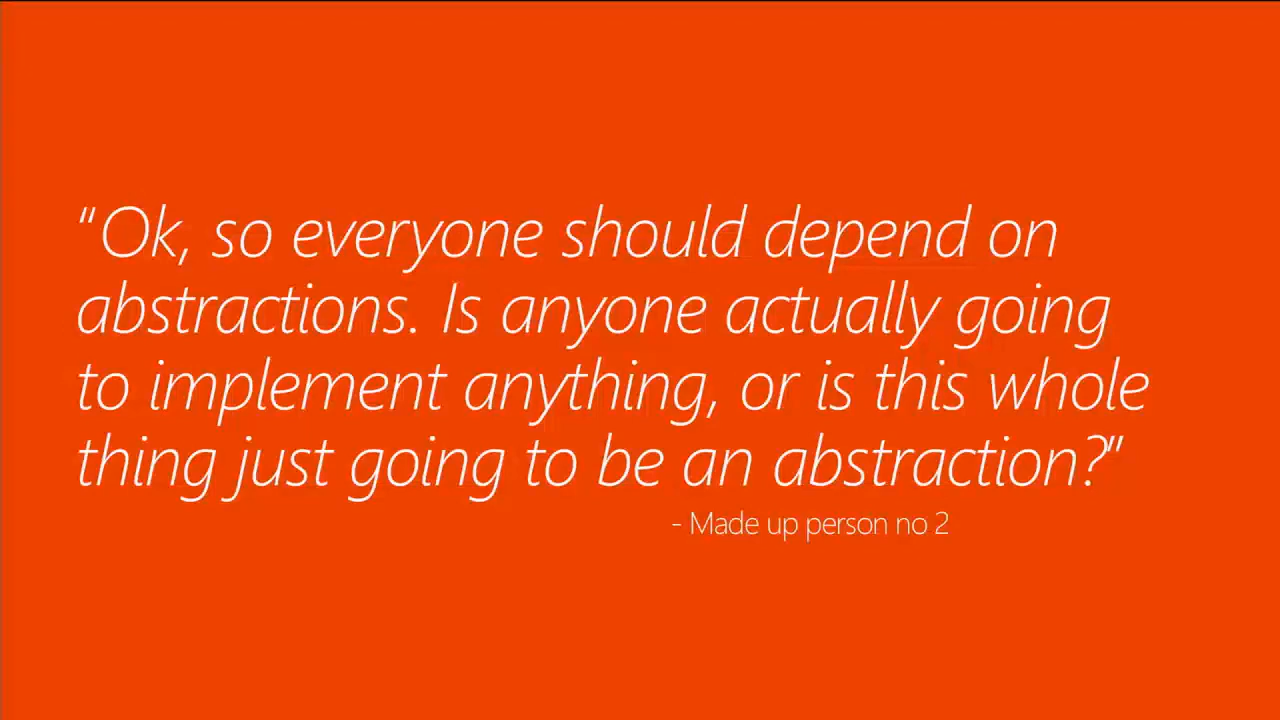 “Ok, so everyone should depend on
abstractions. Is anyone actually going
to implement anything, or is this whole
thing just going to be an abstraction?”
- Made up person no 2